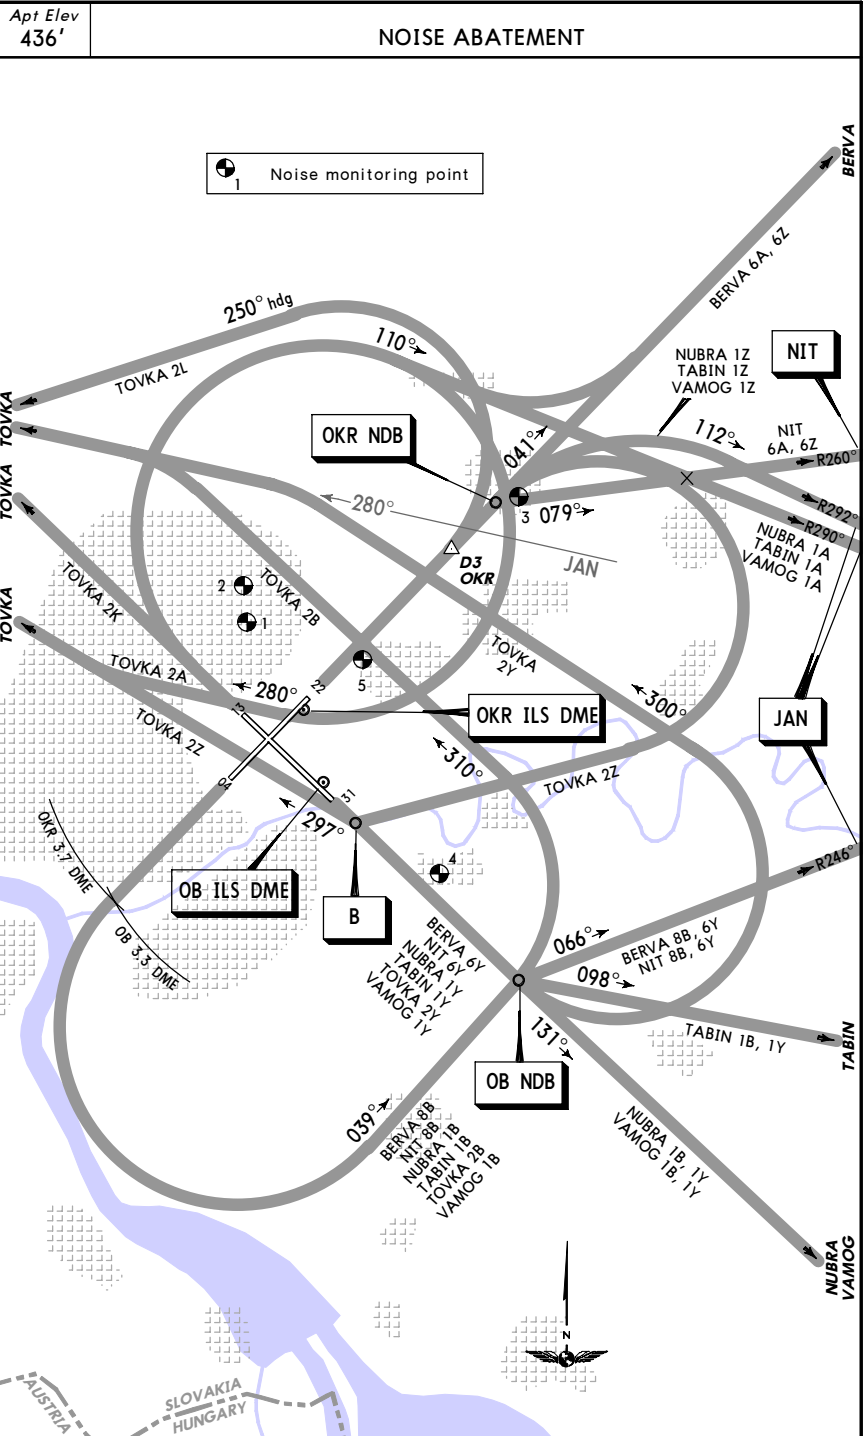 Apt Elev
436'
NOISE ABATEMENT
1 Noise monitoring point
BERVA
BERVA 6A, 6Z
250° hdg
110°
TOVKA 2L
NUBRA 1Z
TABIN 1Z
VAMOG 1Z
NIT
TOVKA
OKR NDB
041°
112°
NIT
6A, 6Z
R260°
TOVKA
280°
3
079°
R292°
R290°
D3
OKR
JAN
NUBRA 1A
TABIN 1A
VAMOG 1A
TOVKA 2K
2
TOVKA 2B
1
TOVKA
TOVKA
2Y
TOVKA 2A
5
280°
22
300°
13
OKR ILS DME
JAN
TOVKA 2Z
310°
04
TOVKA 2Z
31
297°
OKR 3.7 DME
4
R246°
OB ILS DME
B
OB 3.3 DME
BERVA 6Y
NIT 6Y
NUBRA 1Y
TABIN 1Y
TOVKA 2Y
VAMOG 1Y
066°
BERVA 8B, 6Y
NIT 8B, 6Y
098°
TABIN 1B, 1Y
TABIN
131°
OB NDB
039°
BERVA 8B
NIT 8B
NUBRA 1B
TABIN 1B
TOVKA 2B
VAMOG 1B
NUBRA 1B, 1Y
VAMOG 1B, 1Y
NUBRA
VAMOG
N
AUSTRIA
SLOVAKIA
HUNGARY